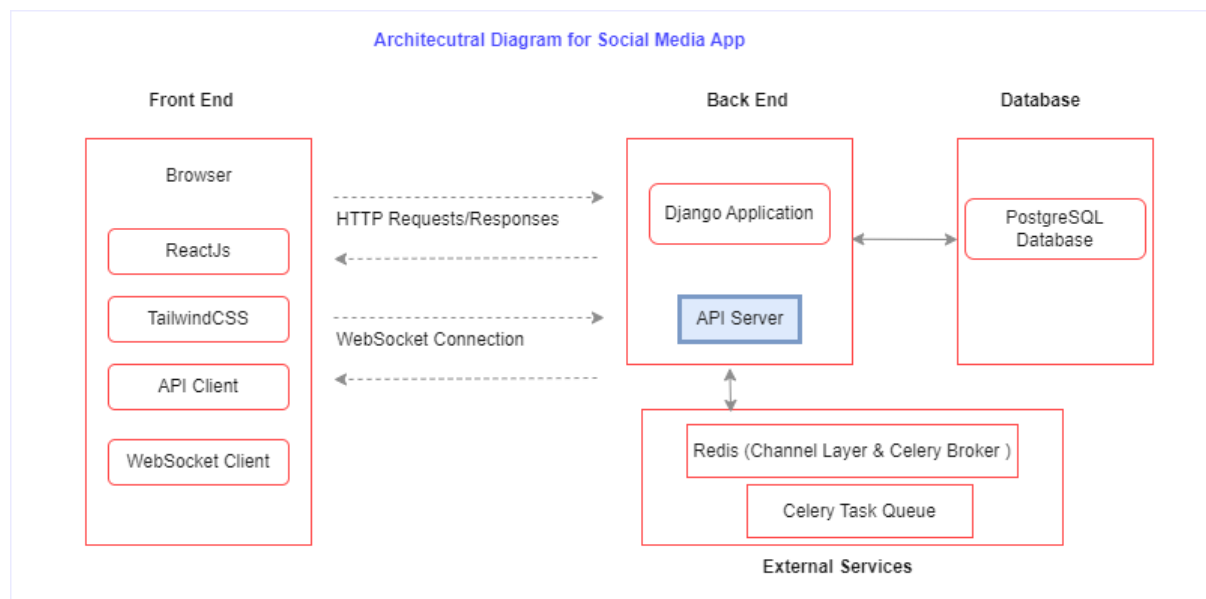 Architecutral Diagram for Social Media App
Front End
Back End
Database
Browser
ReactJs
TailwindCSS
API Client
WebSocket Client
HTTP Requests/Responses
WebSocket Connection
Django Application
API Server
PostgreSQL
Database
Redis (Channel Layer & Celery Broker )
Celery Task Queue
External Services